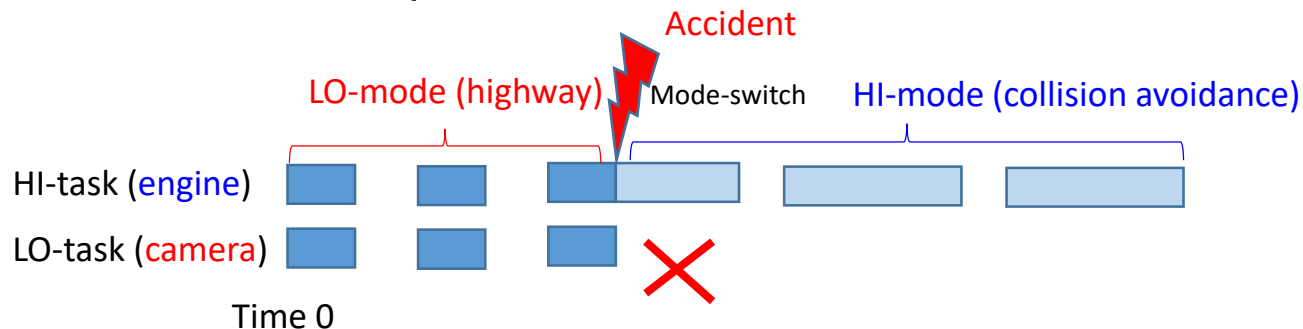 Accident
LO-mode (highway)
Mode-switch
HI-mode (collision avoidance)
HI-task (engine)
LO-task (camera)
Time 0